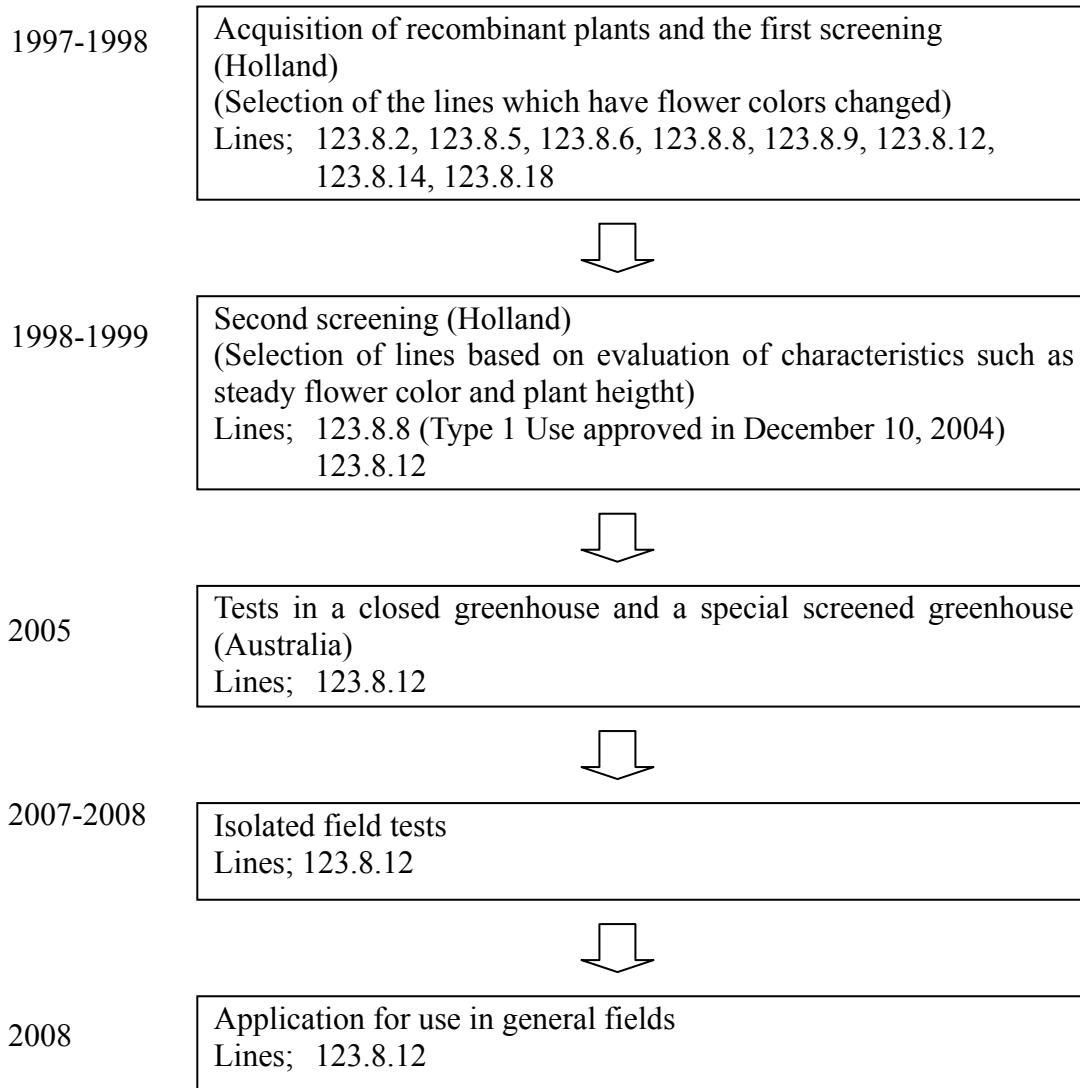 1997-1998
Acquisition of recombinant plants and the first screening
(Holland)
(Selection of the lines which have flower colors changed)
Lines; 123.8.2, 123.8.5, 123.8.6, 123.8.8, 123.8.9, 123.8.12,
123.8.14, 123.8.18
1998-1999
Second screening (Holland)
(Selection of lines based on evaluation of characteristics such as
steady flower color and plant heigtht)
Lines; 123.8.8 (Type 1 Use approved in December 10, 2004)
123.8.12
2005
Tests in a closed greenhouse and a special screened greenhouse
(Australia)
Lines; 123.8.12
2007-2008
Isolated field tests
Lines; 123.8.12
2008
Application for use in general fields
Lines; 123.8.12